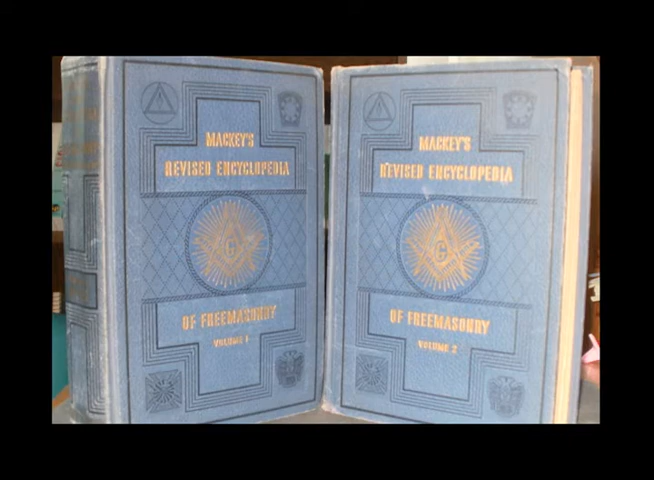 MACKEY'S
REVISED ENCYCLOPEDIA
G
OF FREEMASONRY
VOLUME 1
MACKEY'S
REVISED ENCYCLOPEDIA
G
OF FREEMASONRY
VOLUME 2